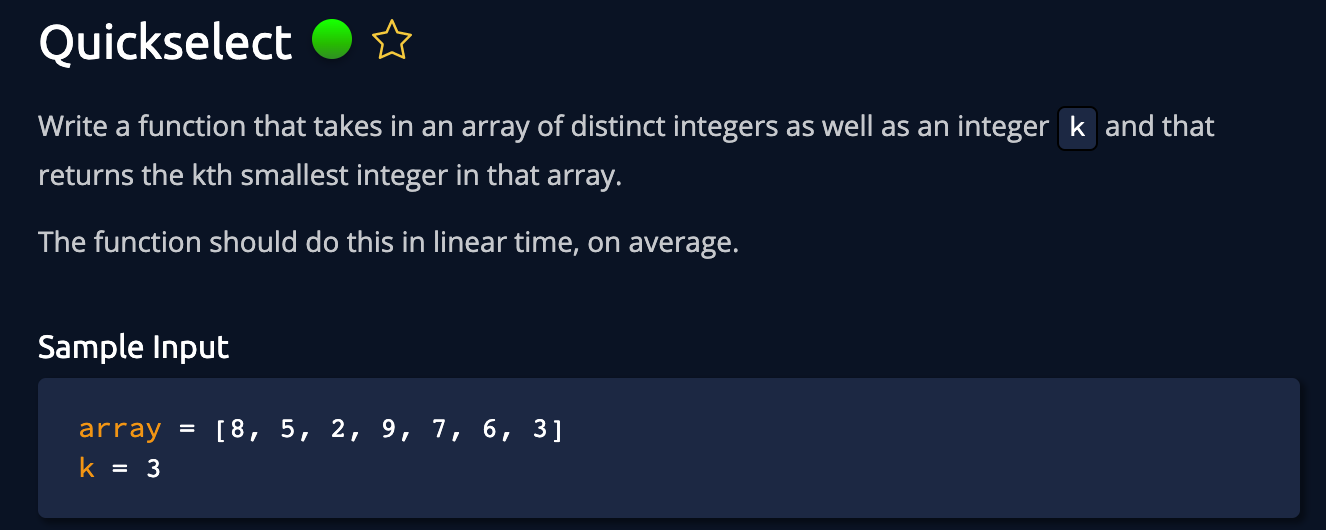 Quickselect
Write a function that takes in an array of distinct integers as well as an integer k and that
returns the kth smallest integer in that array.
The function should do this in linear time, on average.
Sample Input
array = [8, 5, 2, 9, 7, 6, 3]
k = 3